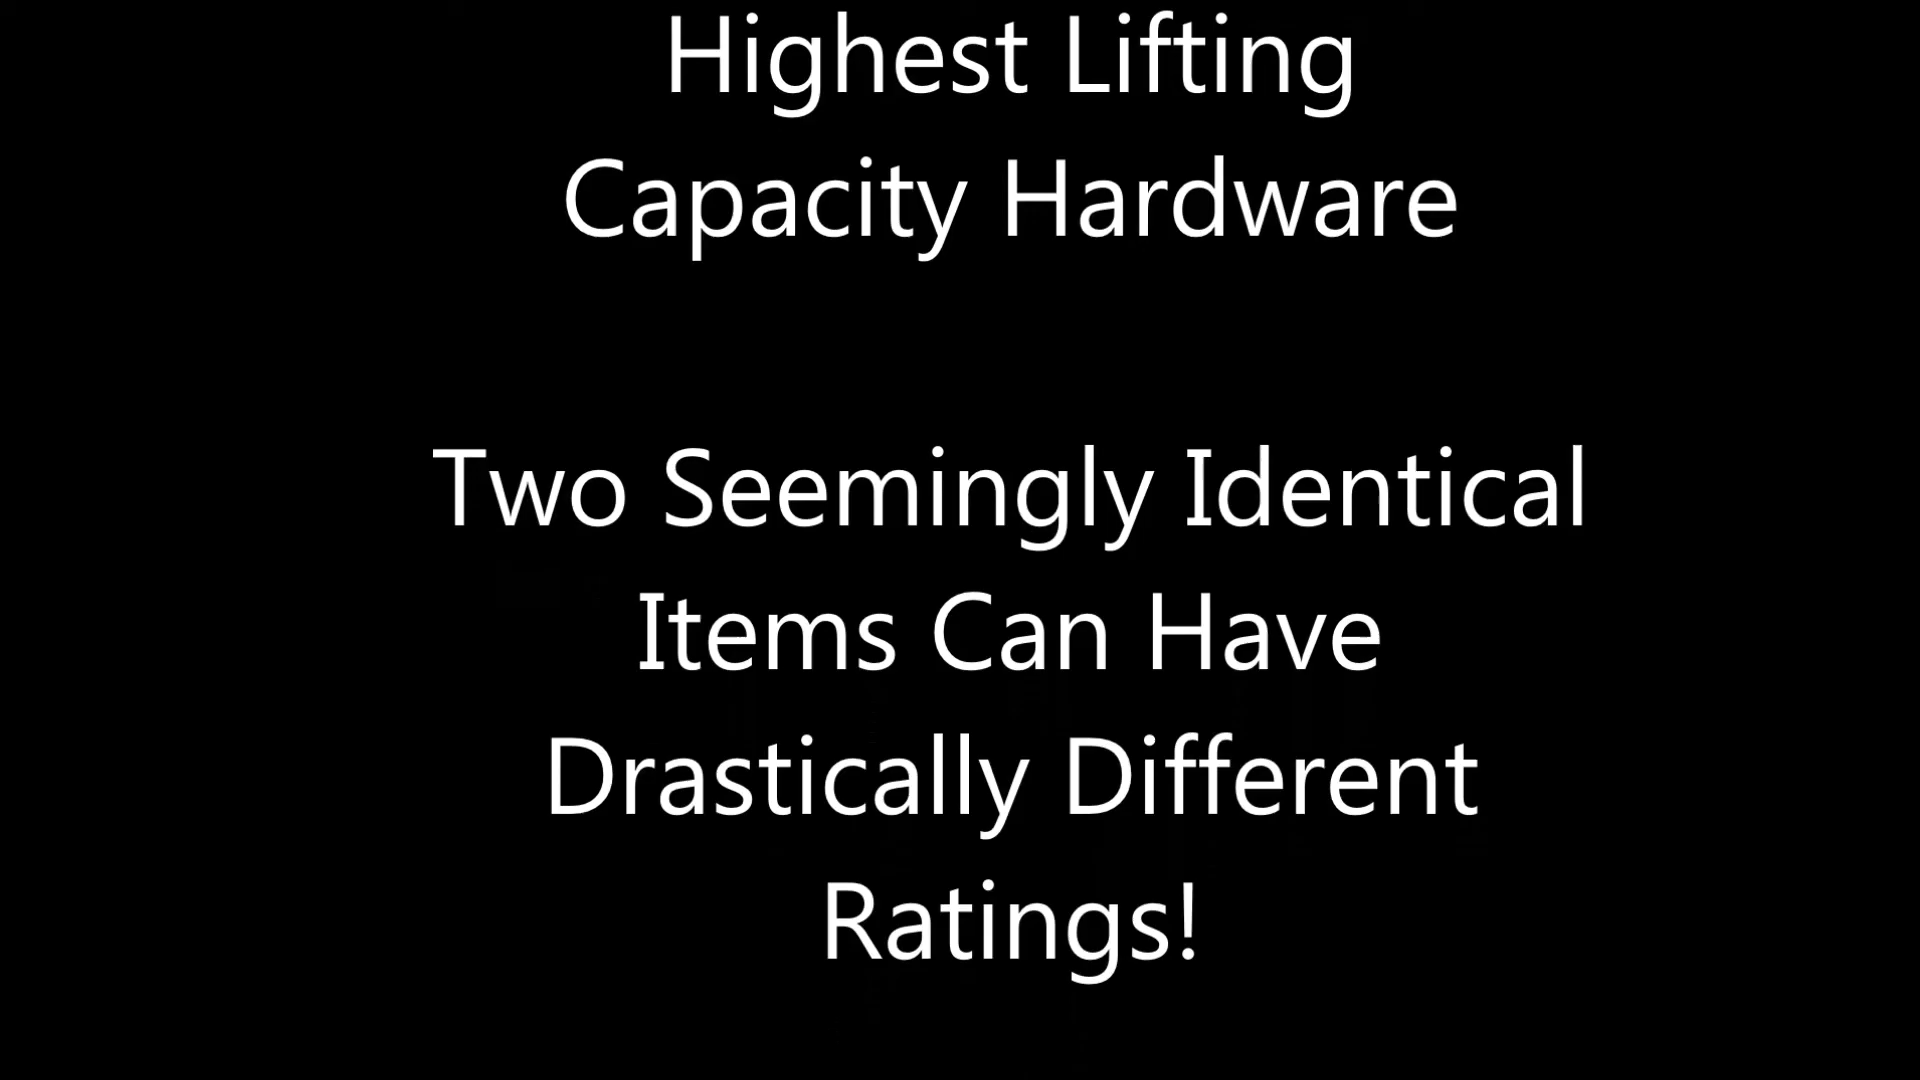 Highest Lifting
Capacity Hardware
Two Seemingly Identical
Items Can Have
Drastically Different
Ratings!